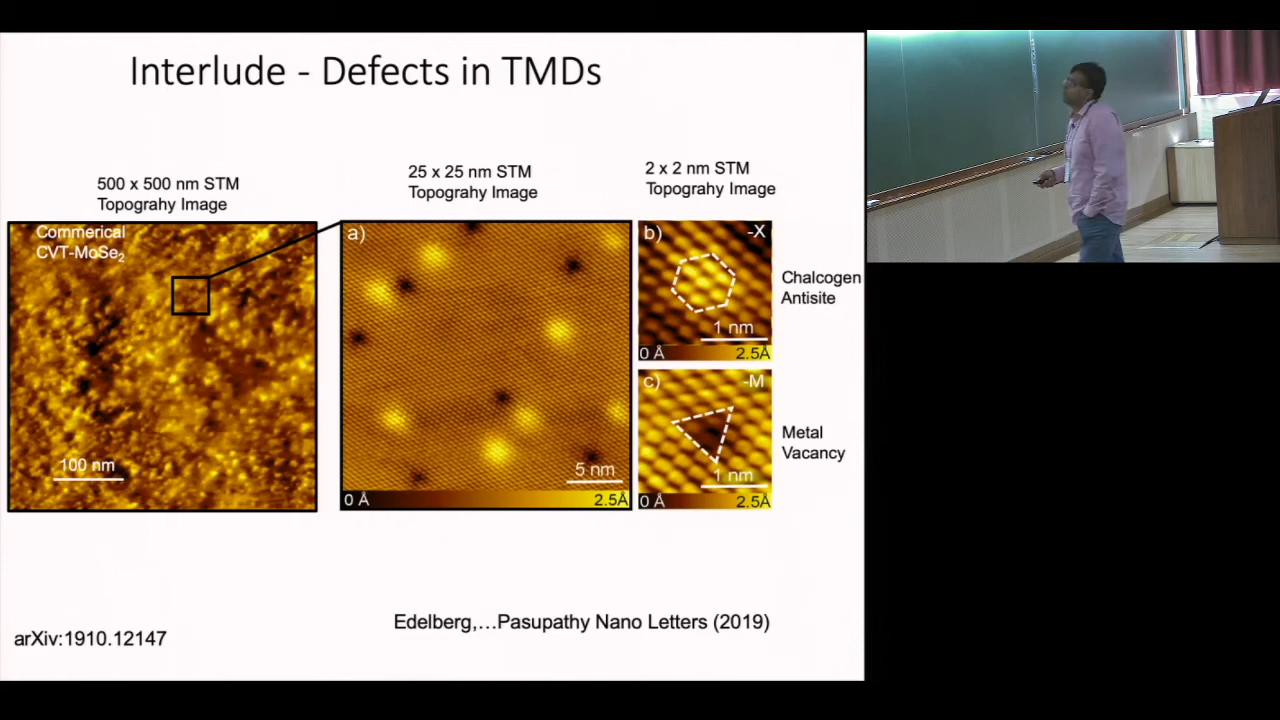 Interlude - Defects in TMDs
500 x 500 nm STM
Topograhy Image
25 x 25 nm STM
Topograhy Image
2 x 2 nm STM
Topograhy Image
Commerical
CVT-MoSe₂
100 nm
a)
5 nm
0 Å
2.5Å
b)
-X
1 nm
0 Å
2.5Å
Chalcogen
Antisite
c)
-M
1 nm
0 Å
2.5Å
Metal
Vacancy
Edelberg,...Pasupathy Nano Letters (2019)
arXiv:1910.12147